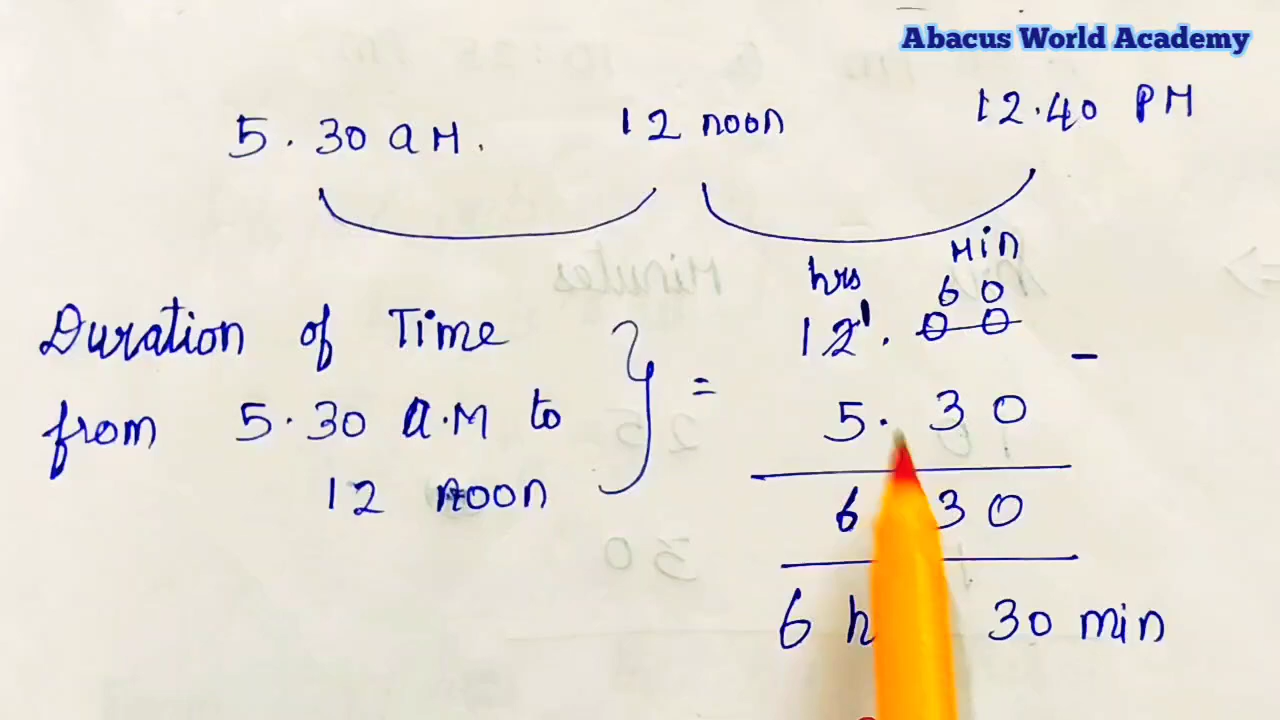 Abacus World Academy
5.30 a M. 12 noon 12.40 PM
hrs Min
60
Duration of Time 12'. 00 -
from 5.30 a.M to = 5.30
12 noon 6 30
6 h 30 min